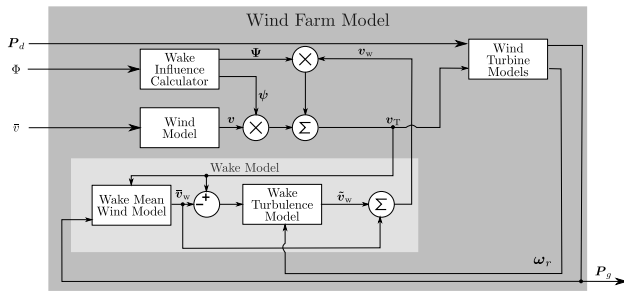 Wind Farm Model
P_d
Φ
v̄
Wake
Influence
Calculator
Ψ
ψ
×
v_w
Wind
Turbine
Models
Wind
Model
v
×
Σ
v_T
Wake Model
Wake Mean
Wind Model
v̄_w
+
−
Wake
Turbulence
Model
ṽ_w
Σ
ω_r
P_g